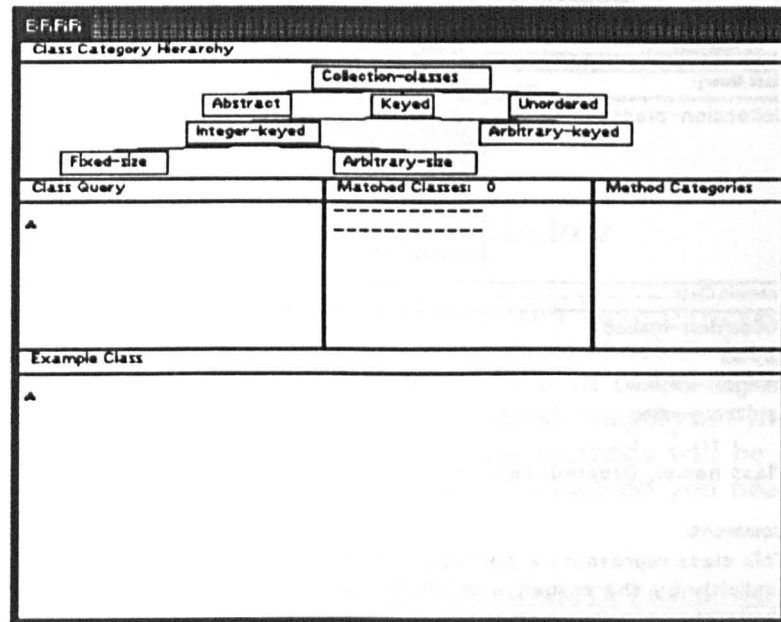 Class Category Hierarchy
Collection-classes
Abstract Keyed Unordered
Integer-keyed Arbitrary-keyed
Fixed-size Arbitrary-size
Class Query Matched Classes: 0 Method Categories
---------------
---------------
Example Class